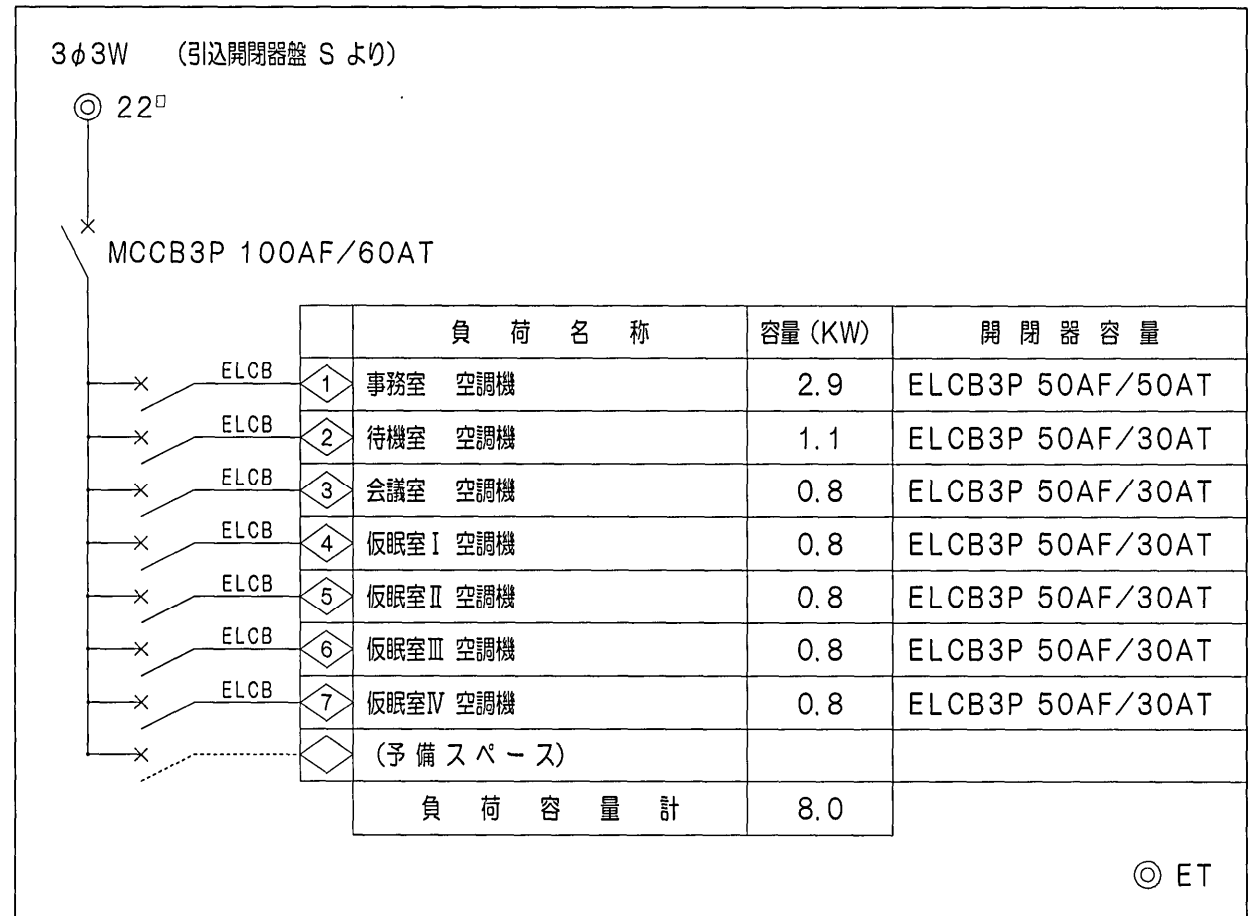 3φ3W （引込開閉器盤 S より）
◎ 22□
MCCB3P 100AF/60AT
負荷名称 容量(KW) 開閉器容量
ELCB 1 事務室 空調機 2.9 ELCB3P 50AF/50AT
ELCB 2 待機室 空調機 1.1 ELCB3P 50AF/30AT
ELCB 3 会議室 空調機 0.8 ELCB3P 50AF/30AT
ELCB 4 仮眠室Ⅰ 空調機 0.8 ELCB3P 50AF/30AT
ELCB 5 仮眠室Ⅱ 空調機 0.8 ELCB3P 50AF/30AT
ELCB 6 仮眠室Ⅲ 空調機 0.8 ELCB3P 50AF/30AT
ELCB 7 仮眠室Ⅳ 空調機 0.8 ELCB3P 50AF/30AT
（予備スペース）
負荷容量計 8.0
◎ ET